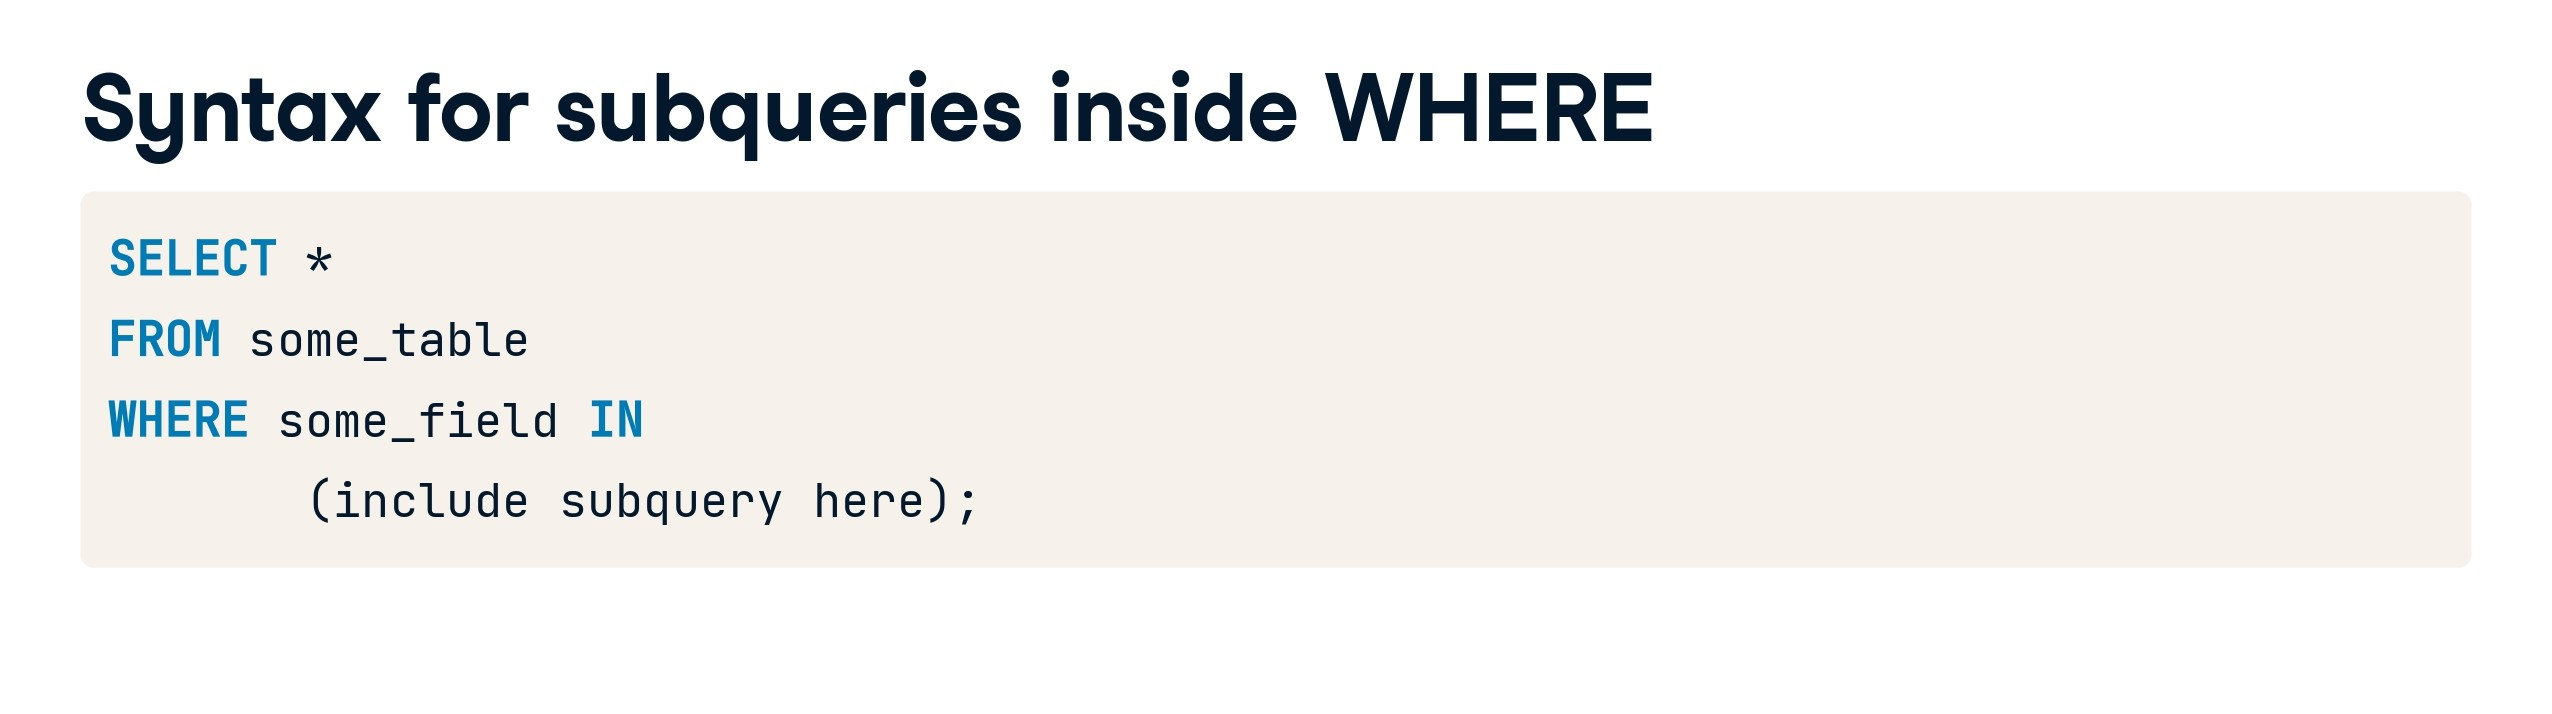 Syntax for subqueries inside WHERE
SELECT *
FROM some_table
WHERE some_field IN
(include subquery here);